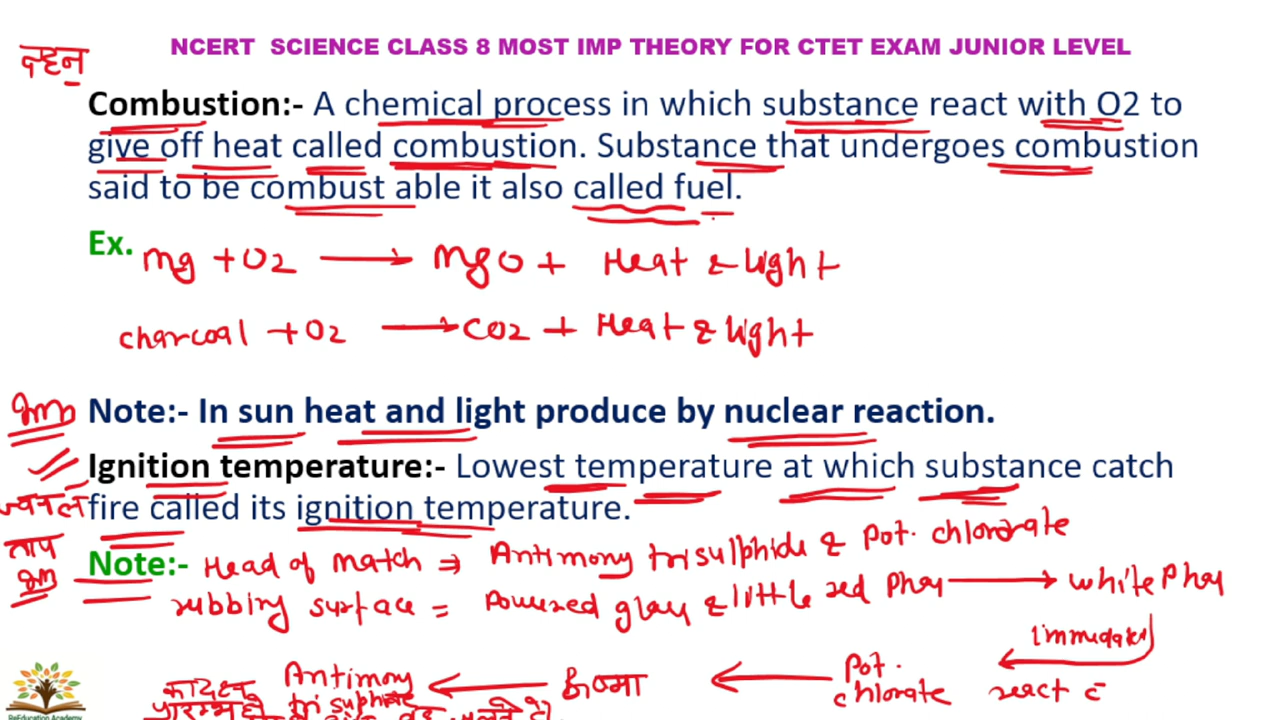 NCERT SCIENCE CLASS 8 MOST IMP THEORY FOR CTET EXAM JUNIOR LEVEL
दहन
Combustion:- A chemical process in which substance react with O2 to
give off heat called combustion. Substance that undergoes combustion
said to be combust able it also called fuel.
Ex. Mg + O2 → MgO + Heat & light
charcoal + O2 → CO2 + Heat & light
Imp Note:- In sun heat and light produce by nuclear reaction.
Ignition temperature:- Lowest temperature at which substance catch
fire called its ignition temperature.
ताप
Note:- Head of match ⇒ Antimony trisulphide & Pot. chlorate
rubbing surface = Powered glass & little red Phos → white Phos
Pot. chlorate ← react c̄
Antimony ← ऊष्मा ←
ReEducation Academy